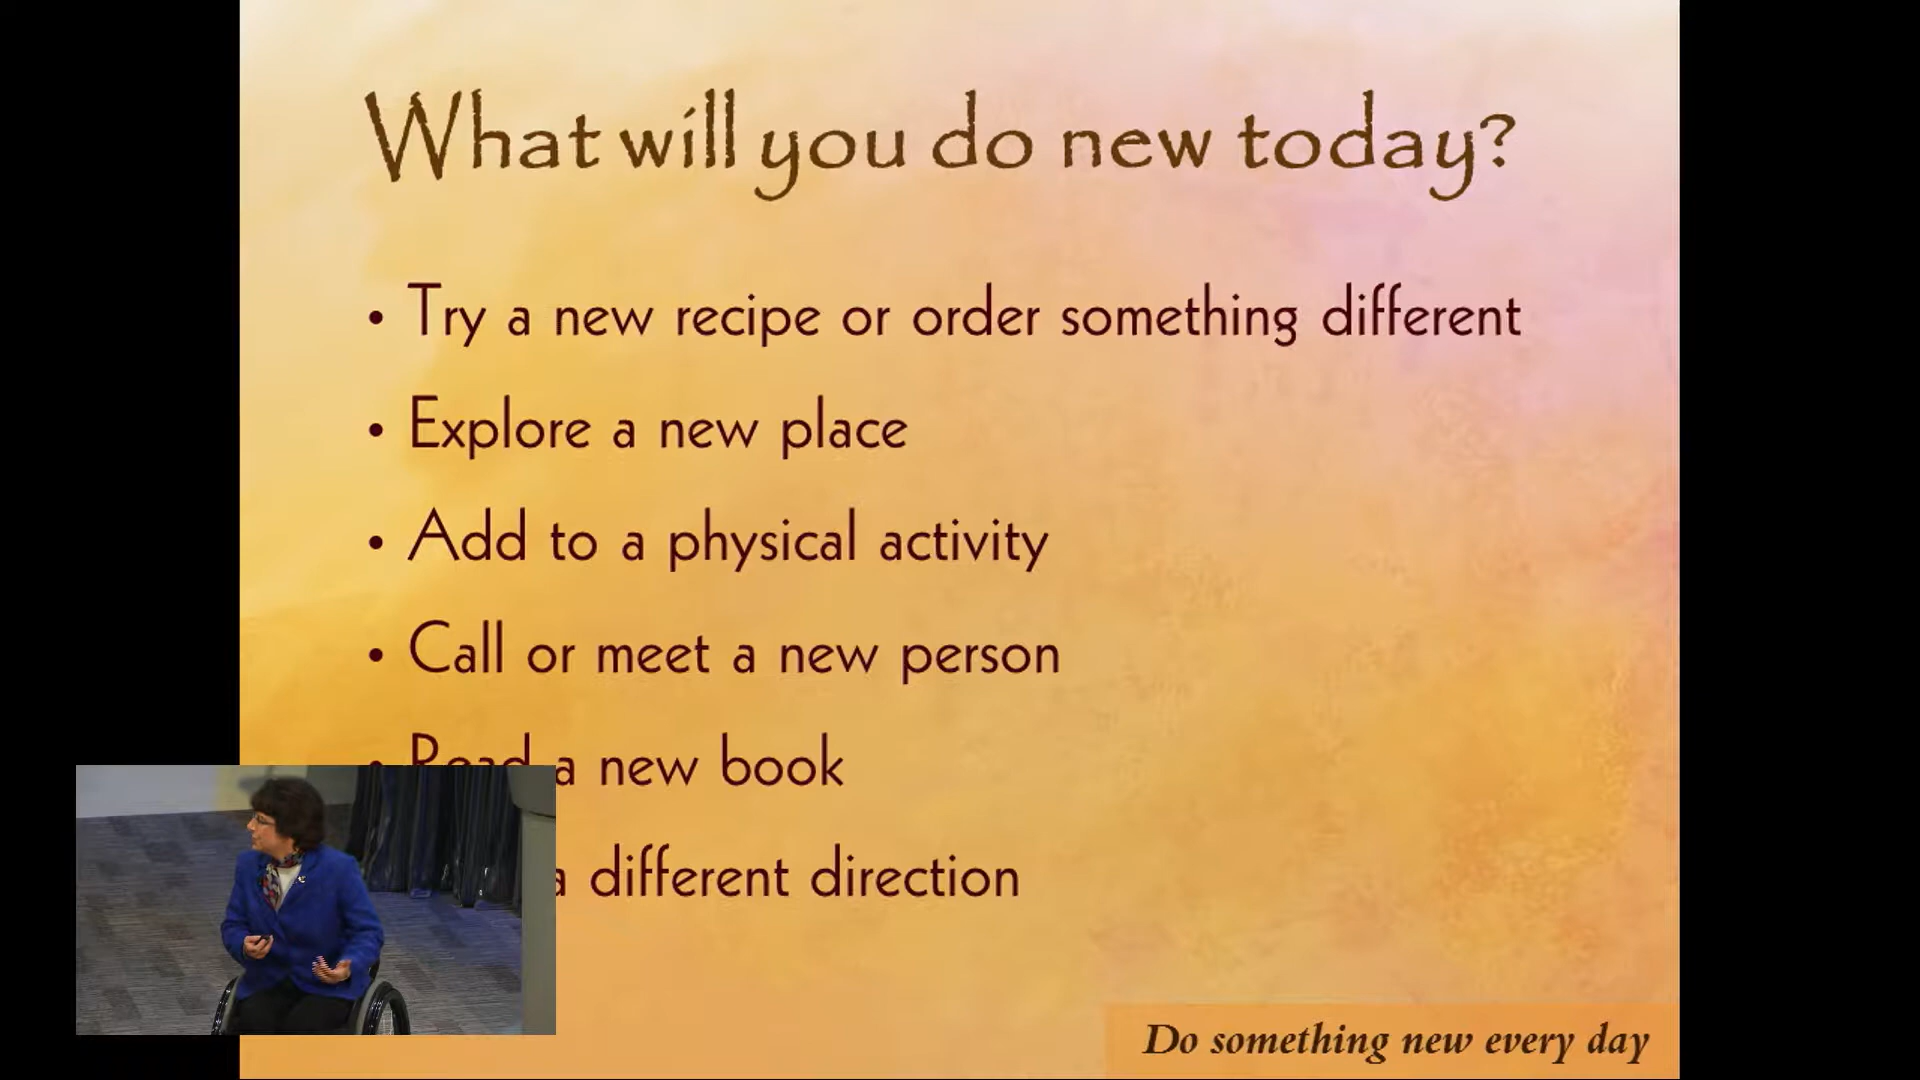 What will you do new today?
• Try a new recipe or order something different
• Explore a new place
• Add to a physical activity
• Call or meet a new person
• Read a new book
a different direction
Do something new every day